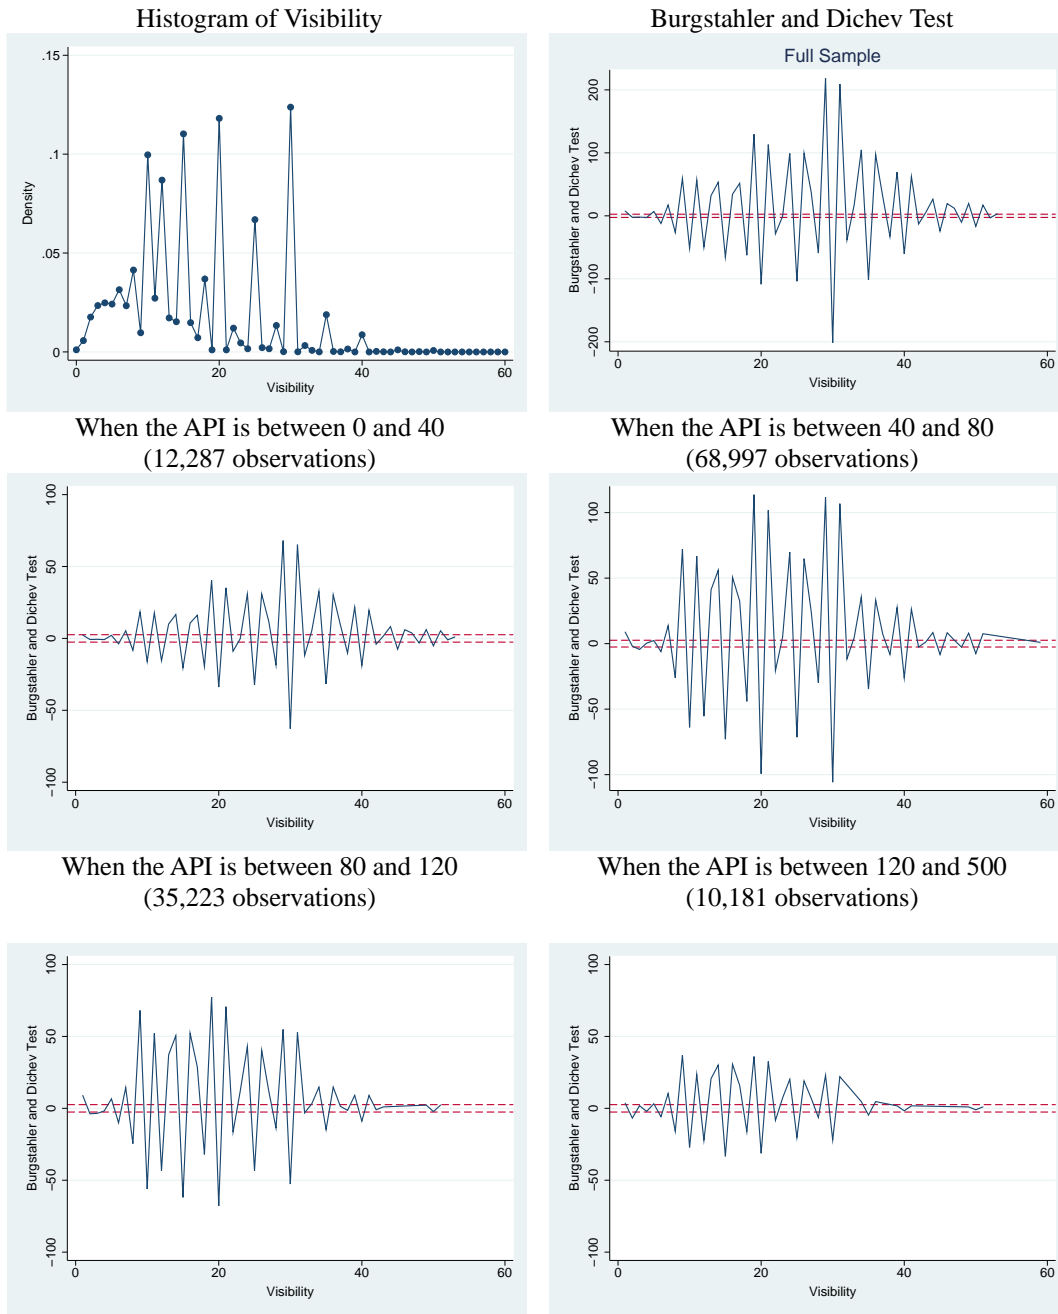 Histogram of Visibility
.15
.1
.05
0
Density
0 20 40 60
Visibility
Burgstahler and Dichev Test
Full Sample
200
100
0
−100
−200
Burgstahler and Dichev Test
0 20 40 60
Visibility
When the API is between 0 and 40
(12,287 observations)
100
50
0
−50
−100
Burgstahler and Dichev Test
0 20 40 60
Visibility
When the API is between 40 and 80
(68,997 observations)
100
50
0
−50
−100
Burgstahler and Dichev Test
0 20 40 60
Visibility
When the API is between 80 and 120
(35,223 observations)
100
50
0
−50
−100
Burgstahler and Dichev Test
0 20 40 60
Visibility
When the API is between 120 and 500
(10,181 observations)
100
50
0
−50
−100
Burgstahler and Dichev Test
0 20 40 60
Visibility